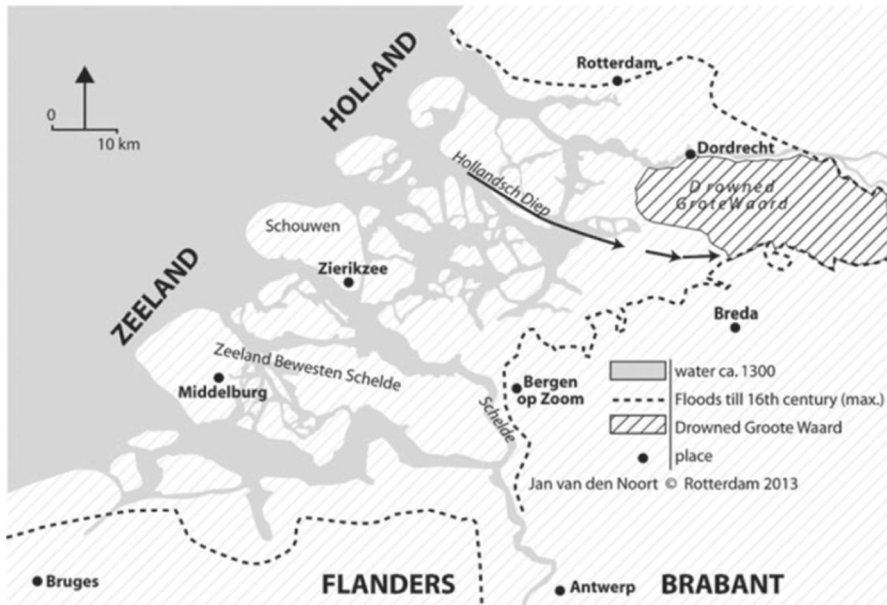 HOLLAND
Rotterdam
0
10 km
Hollandsch Diep
Dordrecht
Drowned
GroteWaard
Schouwen
Zierikzee
ZEELAND
Breda
Zeeland Bewesten Schelde
Middelburg
Bergen
op Zoom
Schelde
water ca. 1300
Floods till 16th century (max.)
Drowned Groote Waard
place
Jan van den Noort © Rotterdam 2013
Bruges
FLANDERS
Antwerp
BRABANT